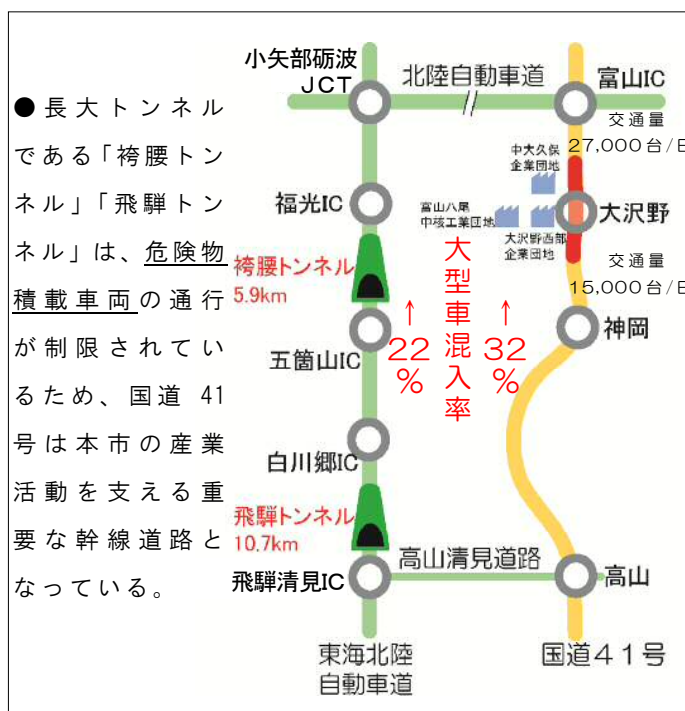 ●長大トンネル
である「袴腰トン
ネル」「飛騨トン
ネル」は、危険物
積載車両の通行
が制限されてい
るため、国道 41
号は本市の産業
活動を支える重
要な幹線道路と
なっている。
小矢部砺波
JCT
北陸自動車道
富山IC
交通量
27,000台/日
中大久保
企業団地
福光IC
富山八尾
中核工業団地
大沢野西部
企業団地
大沢野
袴腰トンネル
5.9km
大型車混入率
↑
22
%
↑
32
%
交通量
15,000台/日
五箇山IC
神岡
白川郷IC
飛騨トンネル
10.7km
飛騨清見IC
高山清見道路
高山
東海北陸
自動車道
国道41号